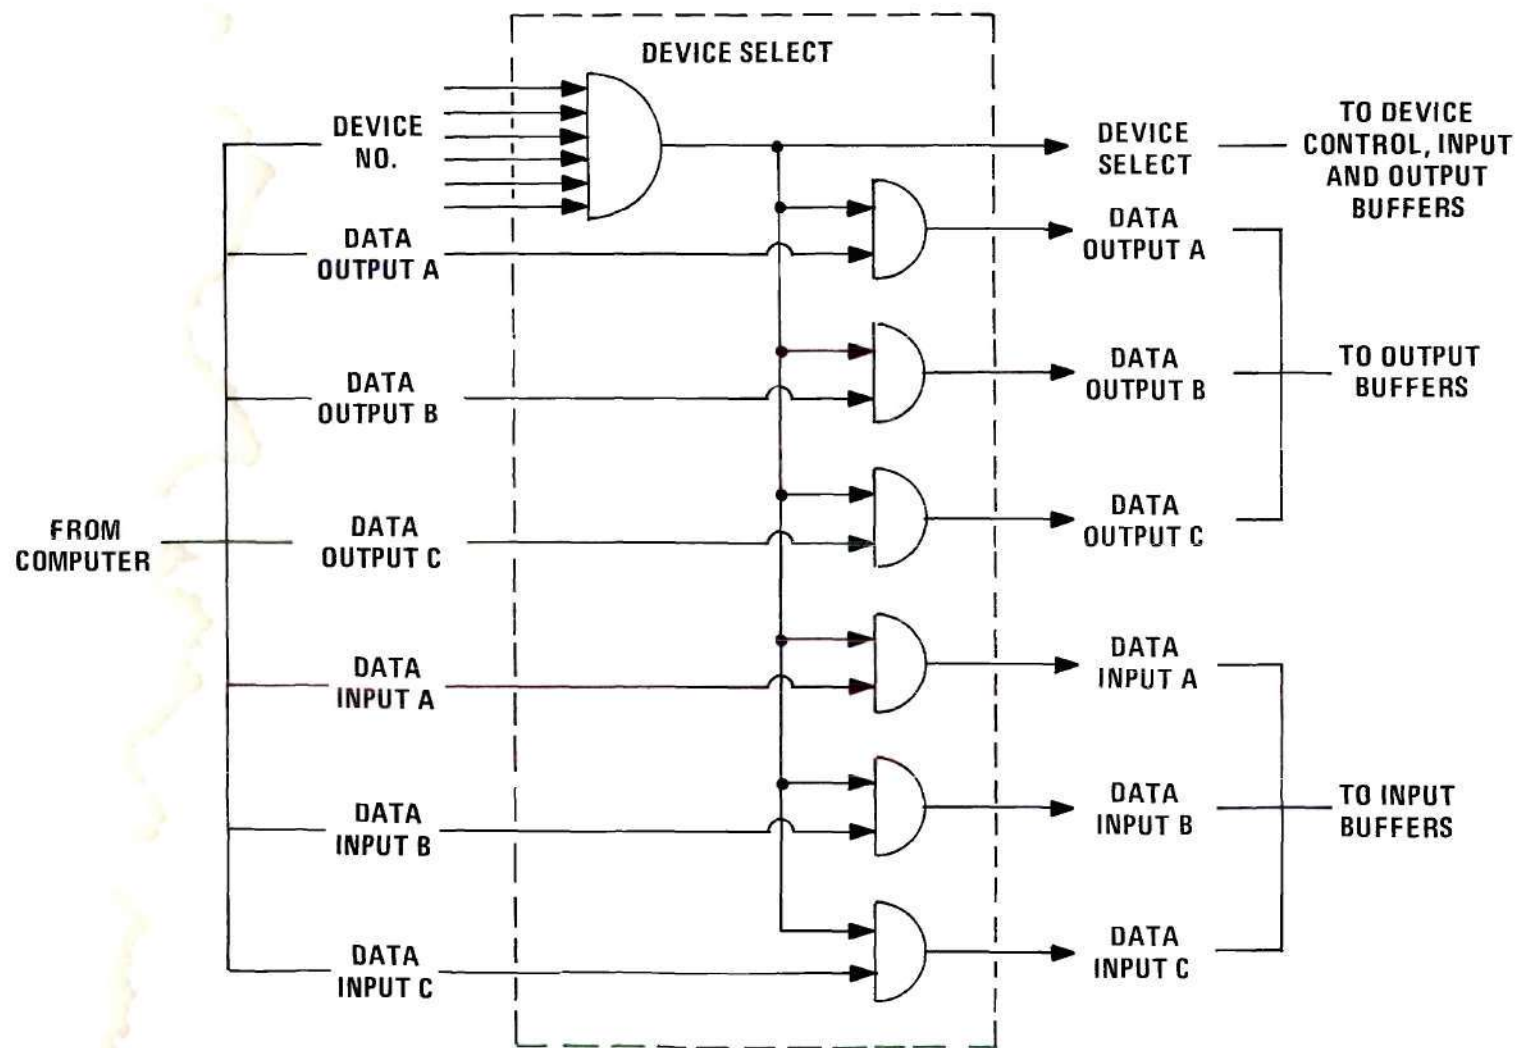 DEVICE SELECT
DEVICE
NO.
DATA
OUTPUT A
DATA
OUTPUT B
DATA
OUTPUT C
DATA
INPUT A
DATA
INPUT B
DATA
INPUT C
FROM
COMPUTER
DEVICE
SELECT
DATA
OUTPUT A
DATA
OUTPUT B
DATA
OUTPUT C
DATA
INPUT A
DATA
INPUT B
DATA
INPUT C
TO DEVICE
CONTROL, INPUT
AND OUTPUT
BUFFERS
TO OUTPUT
BUFFERS
TO INPUT
BUFFERS